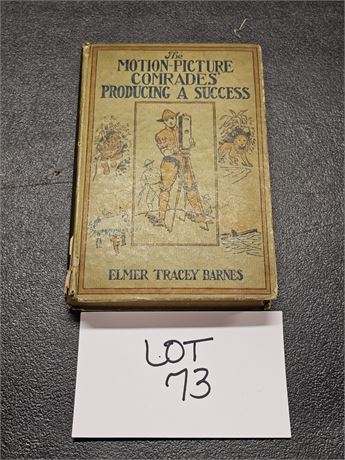 The
MOTION-PICTURE
COMRADES
PRODUCING A SUCCESS
ELMER TRACEY BARNES
LOT
73